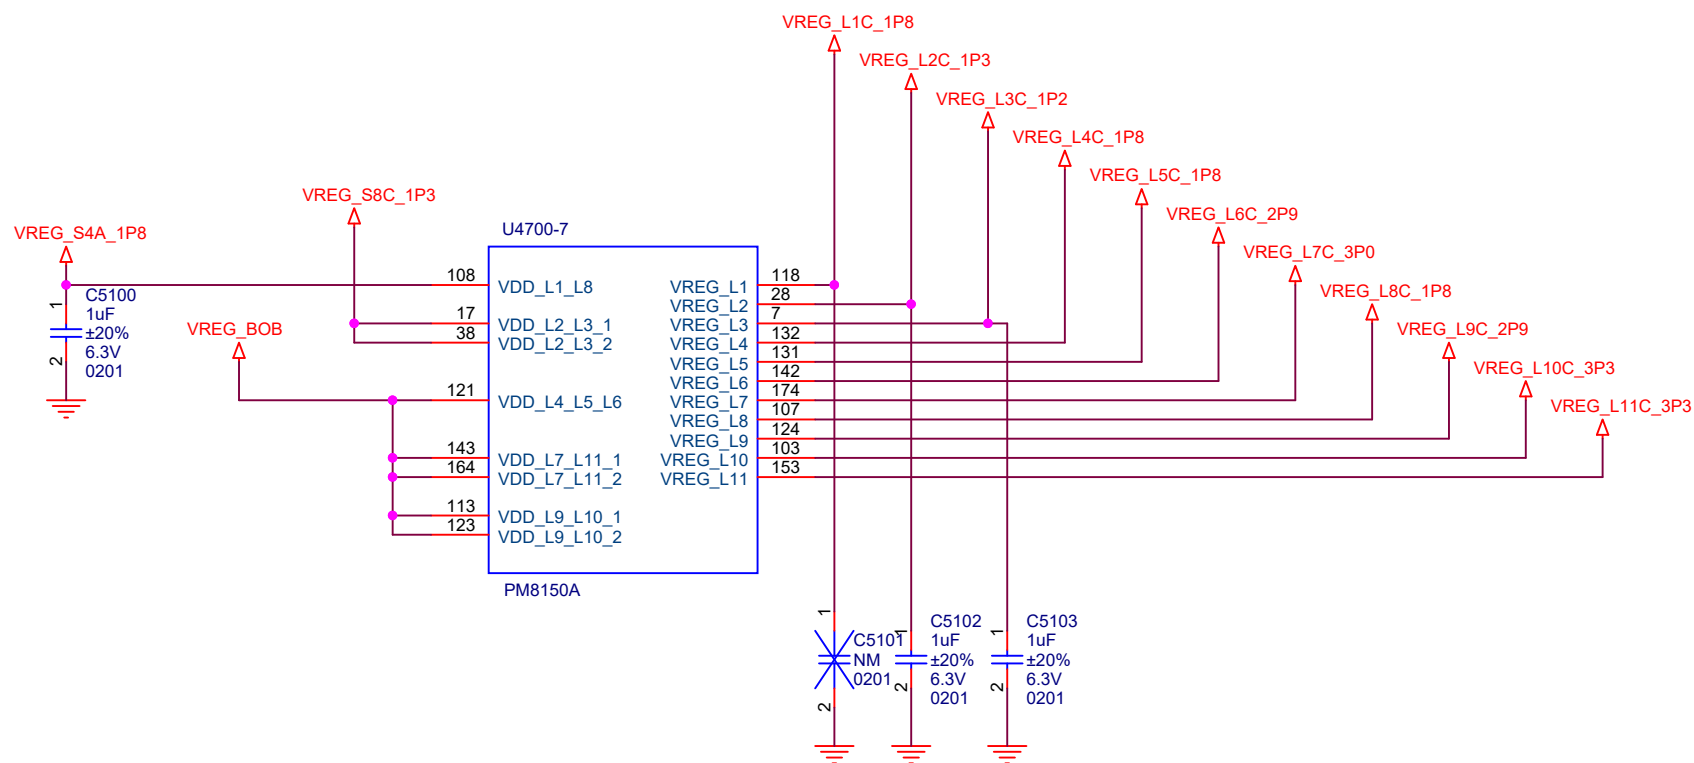 VREG_L1C_1P8
VREG_L2C_1P3
VREG_L3C_1P2
VREG_L4C_1P8
VREG_L5C_1P8
VREG_L6C_2P9
VREG_L7C_3P0
VREG_L8C_1P8
VREG_L9C_2P9
VREG_L10C_3P3
VREG_L11C_3P3
VREG_S8C_1P3
VREG_S4A_1P8
VREG_BOB
1
C5100
1uF
±20%
6.3V
0201
2
U4700-7
108 VDD_L1_L8
17 VDD_L2_L3_1
38 VDD_L2_L3_2
121 VDD_L4_L5_L6
143 VDD_L7_L11_1
164 VDD_L7_L11_2
113 VDD_L9_L10_1
123 VDD_L9_L10_2
VREG_L1 118
VREG_L2 28
VREG_L3 7
VREG_L4 132
VREG_L5 131
VREG_L6 142
VREG_L7 174
VREG_L8 107
VREG_L9 124
VREG_L10 103
VREG_L11 153
PM8150A
1
C5101
NM
0201
2
1
C5102
1uF
±20%
6.3V
0201
2
1
C5103
1uF
±20%
6.3V
0201
2